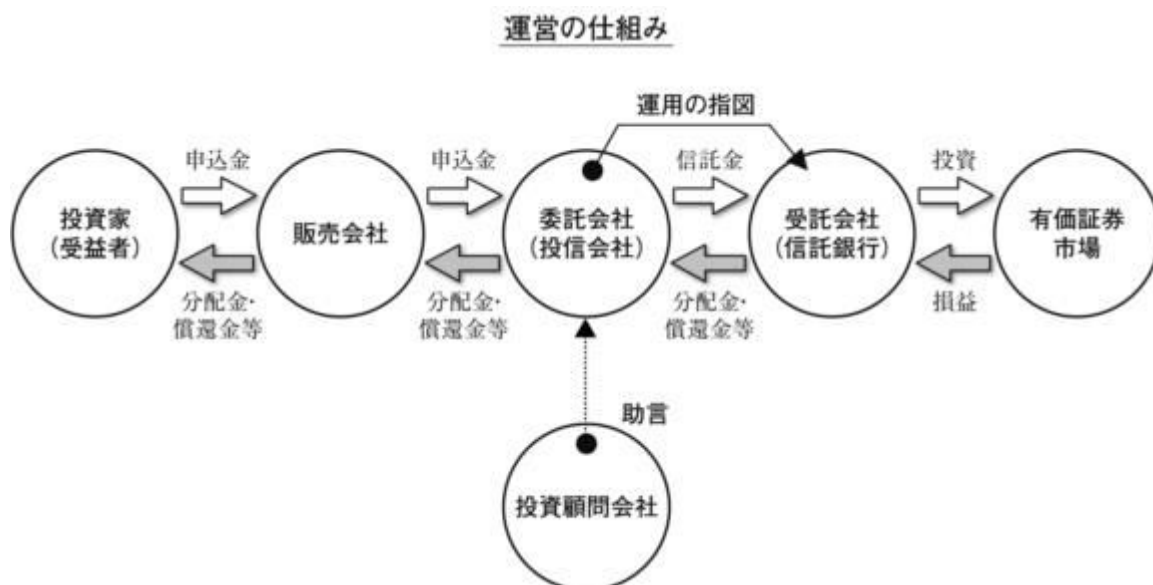 運営の仕組み
運用の指図
申込金
申込金
信託金
投資
投資家
(受益者)
販売会社
委託会社
(投信会社)
受託会社
(信託銀行)
有価証券
市場
分配金・
償還金等
分配金・
償還金等
分配金・
償還金等
損益
助言
投資顧問会社